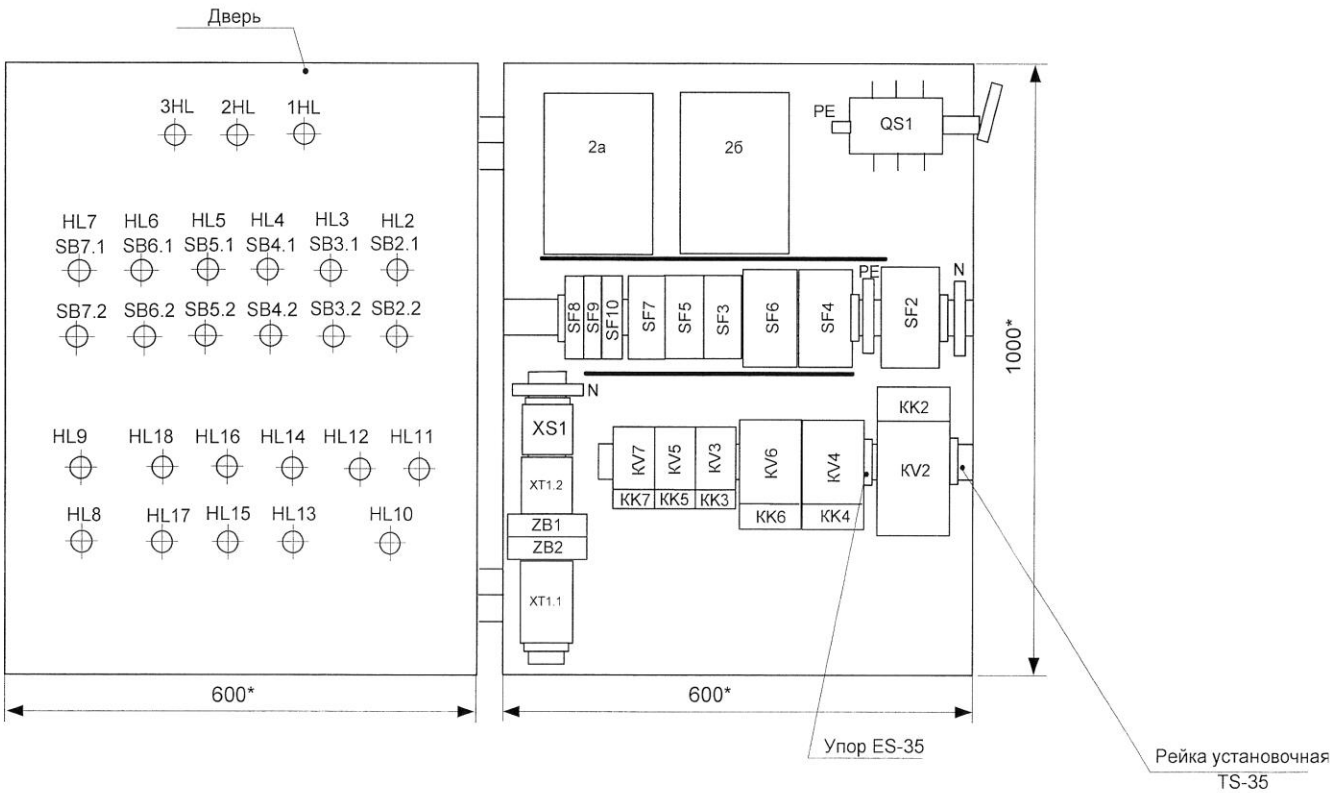 Дверь
3HL 2HL 1HL
HL7 HL6 HL5 HL4 HL3 HL2
SB7.1 SB6.1 SB5.1 SB4.1 SB3.1 SB2.1
SB7.2 SB6.2 SB5.2 SB4.2 SB3.2 SB2.2
HL9 HL18 HL16 HL14 HL12 HL11
HL8 HL17 HL15 HL13 HL10
600*
2а 2б
PE QS1
SF8 SF9 SF10 SF7 SF5 SF3 SF6 SF4 PE SF2 N
N
XS1
XT1.2
ZB1
ZB2
XT1.1
KV7 KV5 KV3 KV6 KV4
KK7 KK5 KK3 KK6 KK4
KK2
KV2
1000*
600*
Упор ES-35
Рейка установочная
TS-35